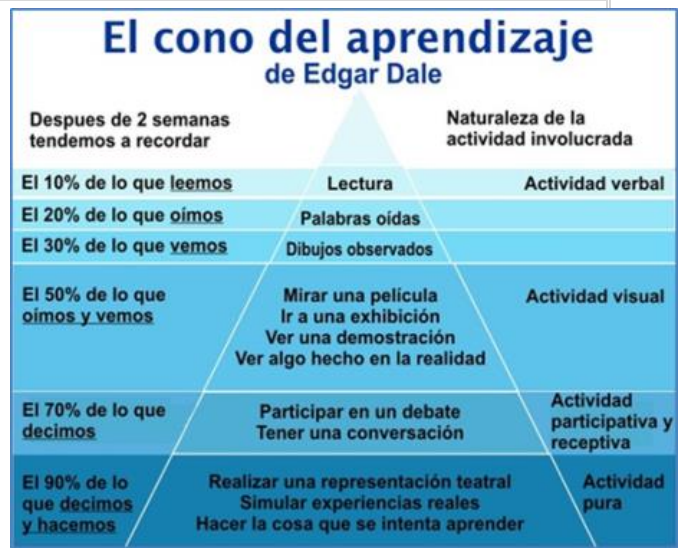 El cono del aprendizaje
de Edgar Dale
Despues de 2 semanas
tendemos a recordar
Naturaleza de la
actividad involucrada
El 10% de lo que leemos
Lectura
Actividad verbal
El 20% de lo que oímos
Palabras oídas
El 30% de lo que vemos
Dibujos observados
El 50% de lo que
oímos y vemos
Mirar una película
Ir a una exhibición
Ver una demostración
Ver algo hecho en la realidad
Actividad visual
El 70% de lo que
decimos
Participar en un debate
Tener una conversación
Actividad
participativa y
receptiva
El 90% de lo
que decimos
y hacemos
Realizar una representación teatral
Simular experiencias reales
Hacer la cosa que se intenta aprender
Actividad
pura